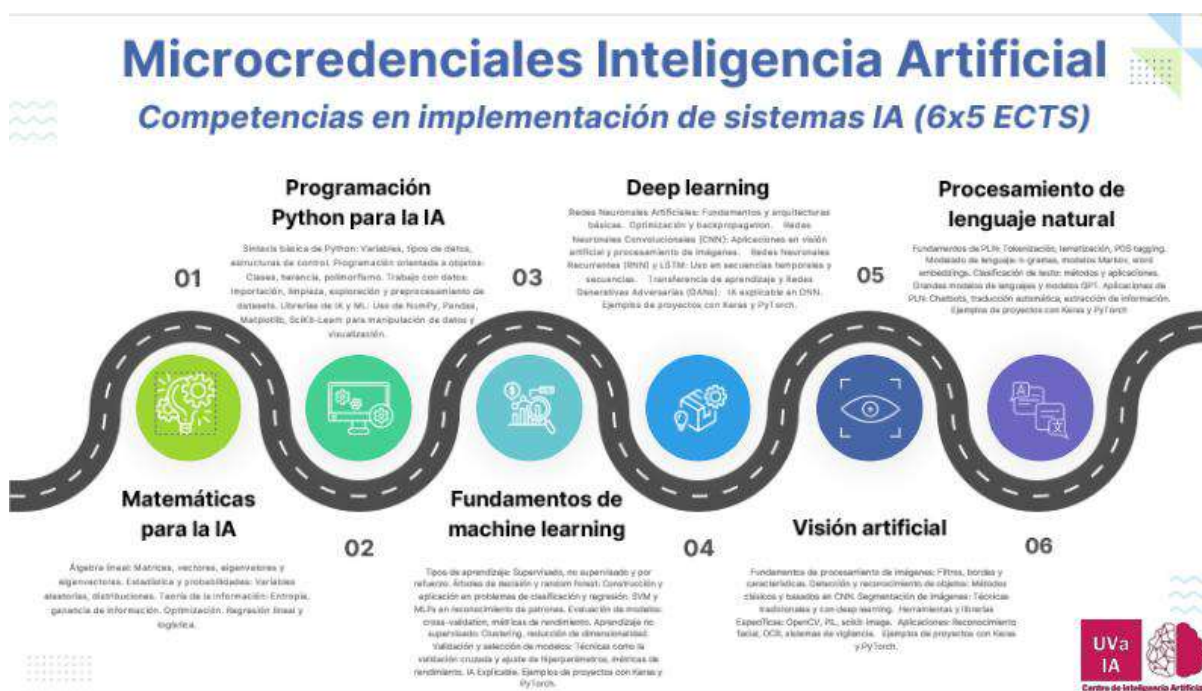 Microcredenciales Inteligencia Artificial
Competencias en implementación de sistemas IA (6x5 ECTS)
01
Matemáticas
para la IA
Álgebra lineal: Matrices, vectores, eigenvalores y
eigenvectores. Estadística y probabilidades: Variables
aleatorias, distribuciones. Teoría de la información: Entropía,
ganancia de información. Optimización. Regresión lineal y
logística.
Programación
Python para la IA
Sintaxis básica de Python: Variables, tipos de datos,
estructuras de control. Programación orientada a objetos:
Clases, herencia, polimorfismo. Trabajo con datos:
Importación, limpieza, exploración y preprocesamiento de
datasets. Librerías de IA y ML: Uso de NumPy, Pandas,
Matplotlib, SciKit-Learn para manipulación de datos y
visualización.
02
03
Fundamentos de
machine learning
Tipos de aprendizaje: Supervisado, no supervisado y por
refuerzo. Árboles de decisión y random forest: Construcción y
aplicación en problemas de clasificación y regresión. SVM y
MLPs en reconocimiento de patrones. Evaluación de modelos:
cross-validation, métricas de rendimiento. Aprendizaje no
supervisado: Clustering, reducción de dimensionalidad.
Validación y selección de modelos: Técnicas como la
validación cruzada y ajuste de hiperparámetros, métricas de
rendimiento. IA Explicable. Ejemplos de proyectos con Keras y
PyTorch.
Deep learning
Redes Neuronales Artificiales: Fundamentos y arquitecturas
básicas. Optimización y backpropagation. Redes
Neuronales Convolucionales (CNN): Aplicaciones en visión
artificial y procesamiento de imágenes. Redes Neuronales
Recurrentes (RNN) y LSTM: Uso en secuencias temporales y
secuencias. Transferencia de aprendizaje y Redes
Generativas Adversarias (GANs). IA explicable en DNN.
Ejemplos de proyectos con Keras y PyTorch.
04
05
Visión artificial
Fundamentos de procesamiento de imágenes: Filtros, bordes y
características. Detección y reconocimiento de objetos: Métodos
clásicos y basados en CNN. Segmentación de imágenes: Técnicas
tradicionales y con deep learning. Herramientas y librerías
Específicas: OpenCV, PIL, scikit-image. Aplicaciones: Reconocimiento
facial, OCR, sistemas de vigilancia. Ejemplos de proyectos con Keras
y PyTorch.
Procesamiento de
lenguaje natural
Fundamentos de PLN: Tokenización, lematización, POS tagging.
Modelado de lenguaje: n-gramas, modelos Markov, word
embeddings. Clasificación de texto: métodos y aplicaciones.
Grandes modelos de lenguajes y modelos GPT. Aplicaciones de
PLN: Chatbots, traducción automática, extracción de información.
Ejemplos de proyectos con Keras y PyTorch
06
UVa
IA
Centro de Inteligencia Artificial